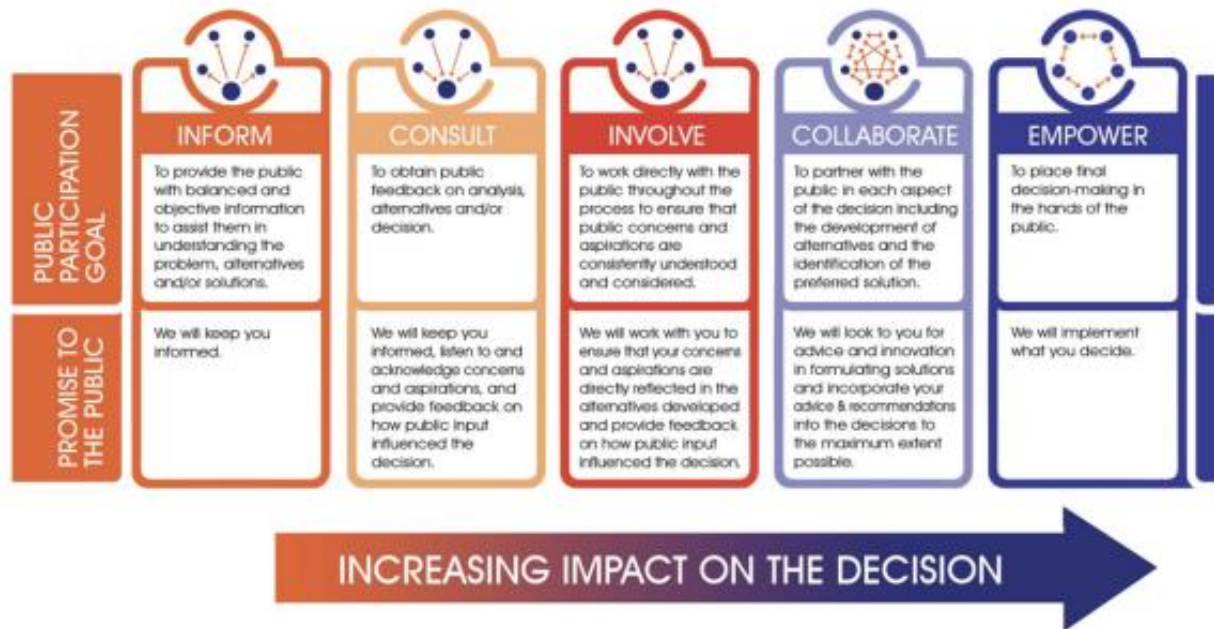 INFORM
CONSULT
INVOLVE
COLLABORATE
EMPOWER
PUBLIC
PARTICIPATION
GOAL
To provide the public
with balanced and
objective information
to assist them in
understanding the
problem, alternatives
and/or solutions.
To obtain public
feedback on analysis,
alternatives and/or
decision.
To work directly with the
public throughout the
process to ensure that
public concerns and
aspirations are
consistently understood
and considered.
To partner with the
public in each aspect
of the decision including
the development of
alternatives and the
identification of the
preferred solution.
To place final
decision-making in
the hands of the
public.
PROMISE TO
THE PUBLIC
We will keep you
informed.
We will keep you
informed, listen to and
acknowledge concerns
and aspirations, and
provide feedback on
how public input
influenced the
decision.
We will work with you to
ensure that your concerns
and aspirations are
directly reflected in the
alternatives developed
and provide feedback
on how public input
influenced the decision.
We will look to you for
advice and innovation
in formulating solutions
and incorporate your
advice & recommendations
into the decisions to
the maximum extent
possible.
We will implement
what you decide.
INCREASING IMPACT ON THE DECISION